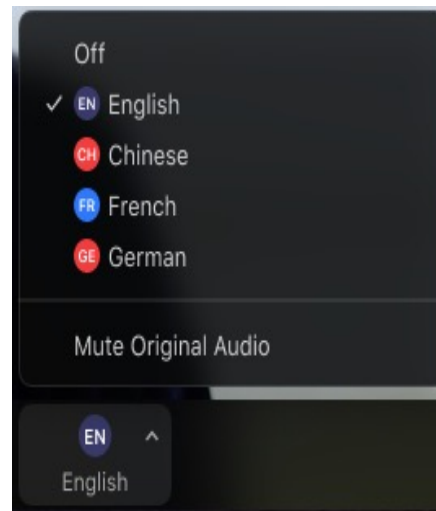 Off
EN English
CH Chinese
FR French
GE German
Mute Original Audio
EN
English